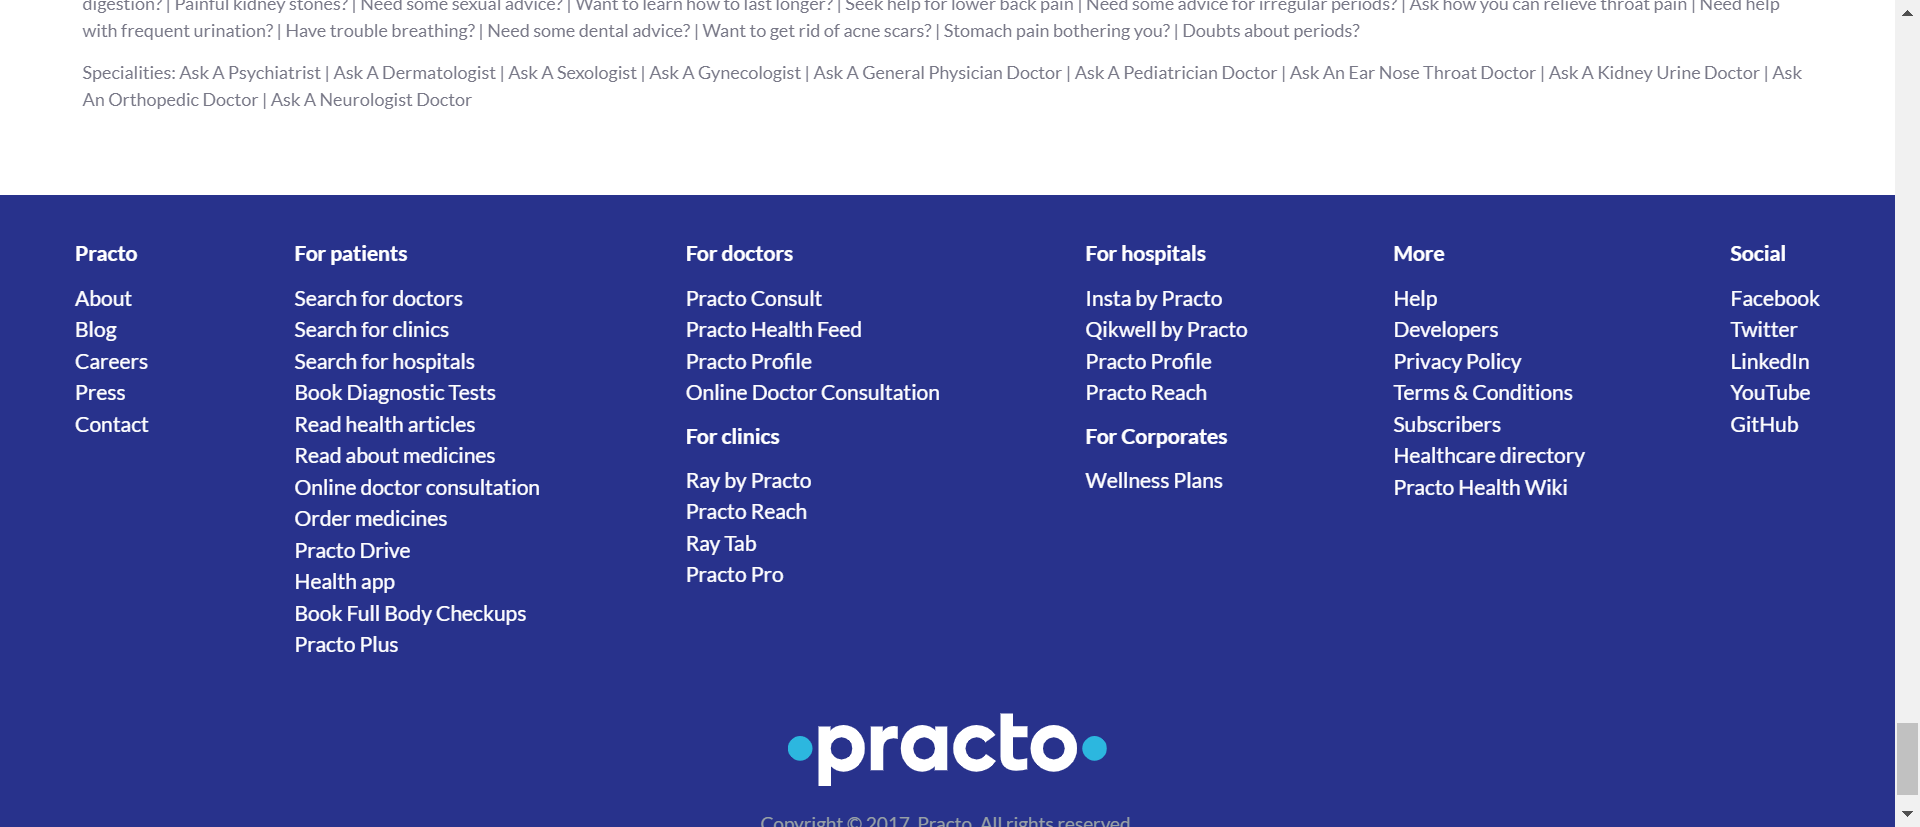 digestion? | Painful kidney stones? | Need some sexual advice? | Want to learn how to last longer? | Seek help for lower back pain | Need some advice for irregular periods? | Ask how you can relieve throat pain | Need help
with frequent urination? | Have trouble breathing? | Need some dental advice? | Want to get rid of acne scars? | Stomach pain bothering you? | Doubts about periods?
Specialities: Ask A Psychiatrist | Ask A Dermatologist | Ask A Sexologist | Ask A Gynecologist | Ask A General Physician Doctor | Ask A Pediatrician Doctor | Ask An Ear Nose Throat Doctor | Ask A Kidney Urine Doctor | Ask
An Orthopedic Doctor | Ask A Neurologist Doctor
Practo
About
Blog
Careers
Press
Contact
For patients
Search for doctors
Search for clinics
Search for hospitals
Book Diagnostic Tests
Read health articles
Read about medicines
Online doctor consultation
Order medicines
Practo Drive
Health app
Book Full Body Checkups
Practo Plus
For doctors
Practo Consult
Practo Health Feed
Practo Profile
Online Doctor Consultation
For clinics
Ray by Practo
Practo Reach
Ray Tab
Practo Pro
For hospitals
Insta by Practo
Qikwell by Practo
Practo Profile
Practo Reach
For Corporates
Wellness Plans
More
Help
Developers
Privacy Policy
Terms & Conditions
Subscribers
Healthcare directory
Practo Health Wiki
Social
Facebook
Twitter
LinkedIn
YouTube
GitHub
practo
Copyright © 2017, Practo. All rights reserved.